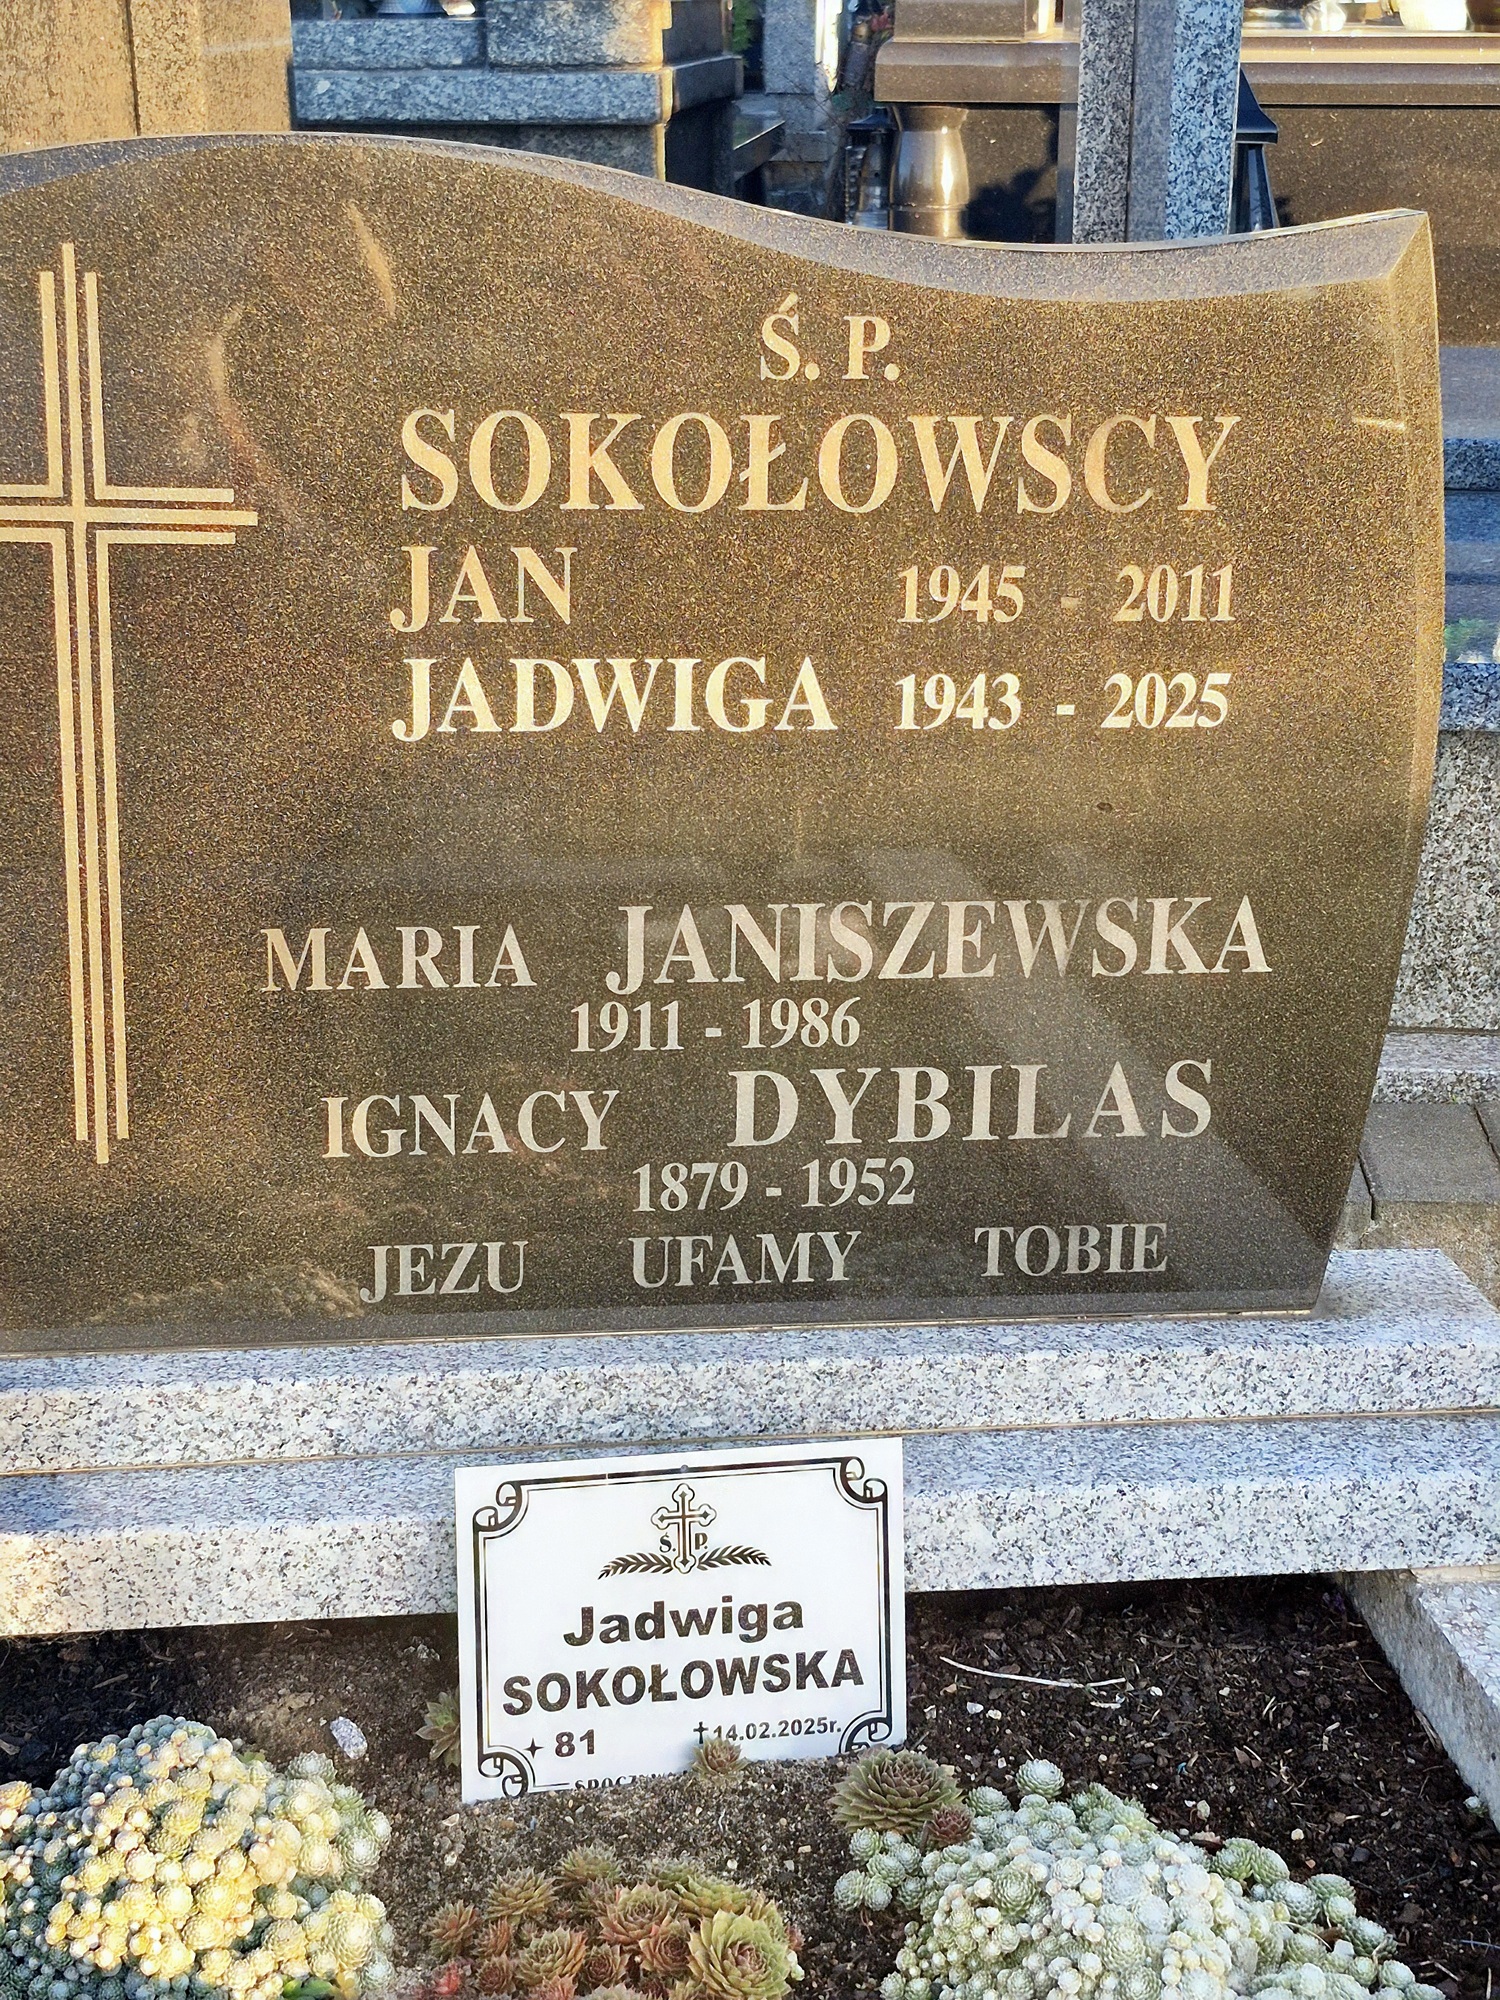 Ś. P.
SOKOŁOWSCY
JAN 1945 - 2011
JADWIGA 1943 - 2025
MARIA JANISZEWSKA
1911 - 1986
IGNACY DYBILAS
1879 - 1952
JEZU UFAMY TOBIE
Ś. P.
Jadwiga
SOKOŁOWSKA
81 14.02.2025r.